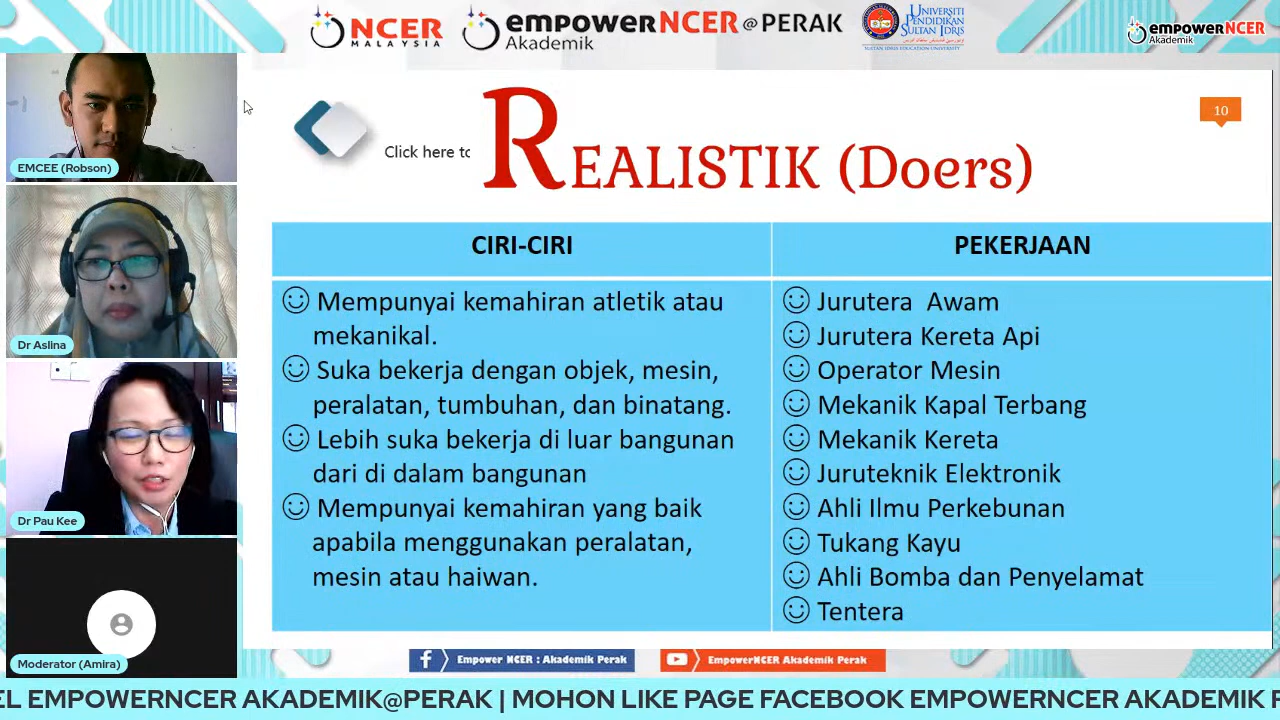 NCER
MALAYSIA
empowerNCER @ PERAK
Akademik
UNIVERSITI
PENDIDIKAN
SULTAN IDRIS
SULTAN IDRIS EDUCATION UNIVERSITY
empowerNCER
Akademik
EMCEE (Robson)
Dr Aslina
Dr Pau Kee
Moderator (Amira)
Click here to
REALISTIK (Doers)
10
CIRI-CIRI
Mempunyai kemahiran atletik atau
mekanikal.
Suka bekerja dengan objek, mesin,
peralatan, tumbuhan, dan binatang.
Lebih suka bekerja di luar bangunan
dari di dalam bangunan
Mempunyai kemahiran yang baik
apabila menggunakan peralatan,
mesin atau haiwan.
PEKERJAAN
Jurutera Awam
Jurutera Kereta Api
Operator Mesin
Mekanik Kapal Terbang
Mekanik Kereta
Juruteknik Elektronik
Ahli Ilmu Perkebunan
Tukang Kayu
Ahli Bomba dan Penyelamat
Tentera
Empower NCER : Akademik Perak
EmpowerNCER Akademik Perak
EL EMPOWERNCER AKADEMIK@PERAK | MOHON LIKE PAGE FACEBOOK EMPOWERNCER AKADEMIK